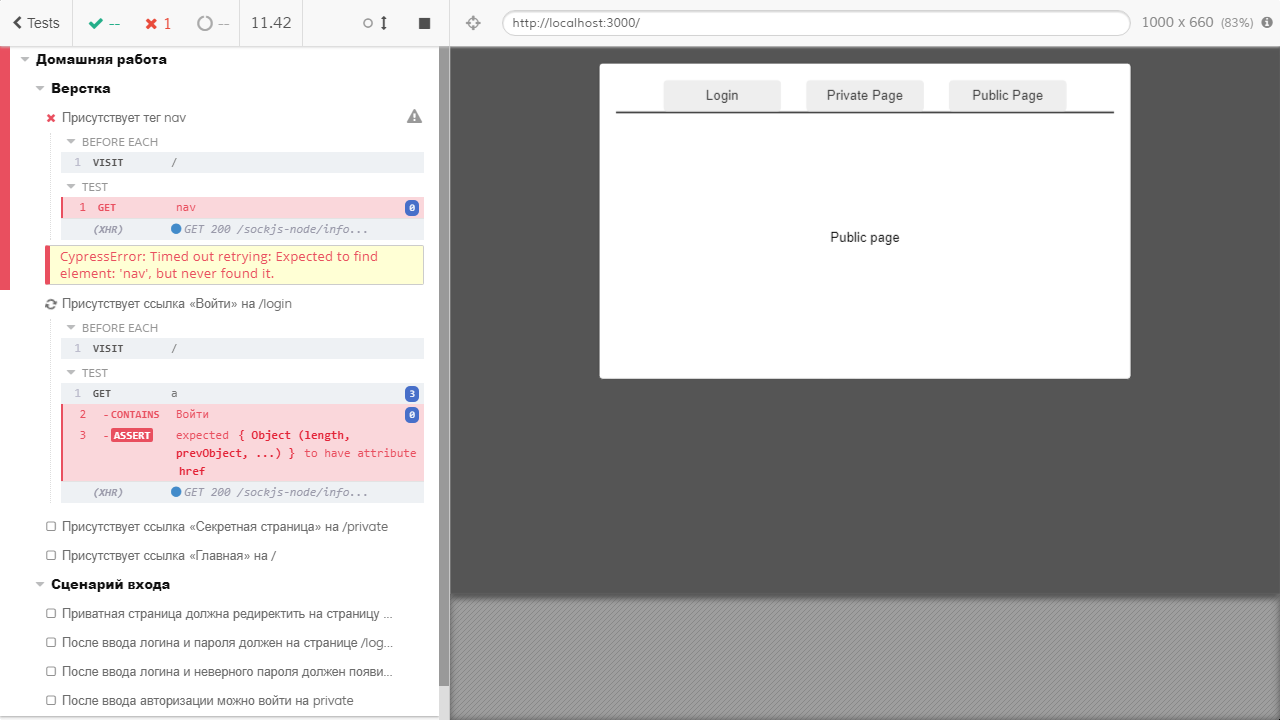 Tests -- 1 -- 11.42
http://localhost:3000/ 1000 x 660 (83%)
Домашняя работа
Верстка
Присутствует тег nav
BEFORE EACH
1 VISIT /
TEST
1 GET nav 0
(XHR) GET 200 /sockjs-node/info...
CypressError: Timed out retrying: Expected to find
element: 'nav', but never found it.
Присутствует ссылка «Войти» на /login
BEFORE EACH
1 VISIT /
TEST
1 GET a 3
2 -CONTAINS Войти 0
3 -ASSERT expected { Object (length,
prevObject, ...) } to have attribute
href
(XHR) GET 200 /sockjs-node/info...
Присутствует ссылка «Секретная страница» на /private
Присутствует ссылка «Главная» на /
Сценарий входа
Приватная страница должна редиректить на страницу ...
После ввода логина и пароля должен на странице /log...
После ввода логина и неверного пароля должен появи...
После ввода авторизации можно войти на private
Login Private Page Public Page
Public page